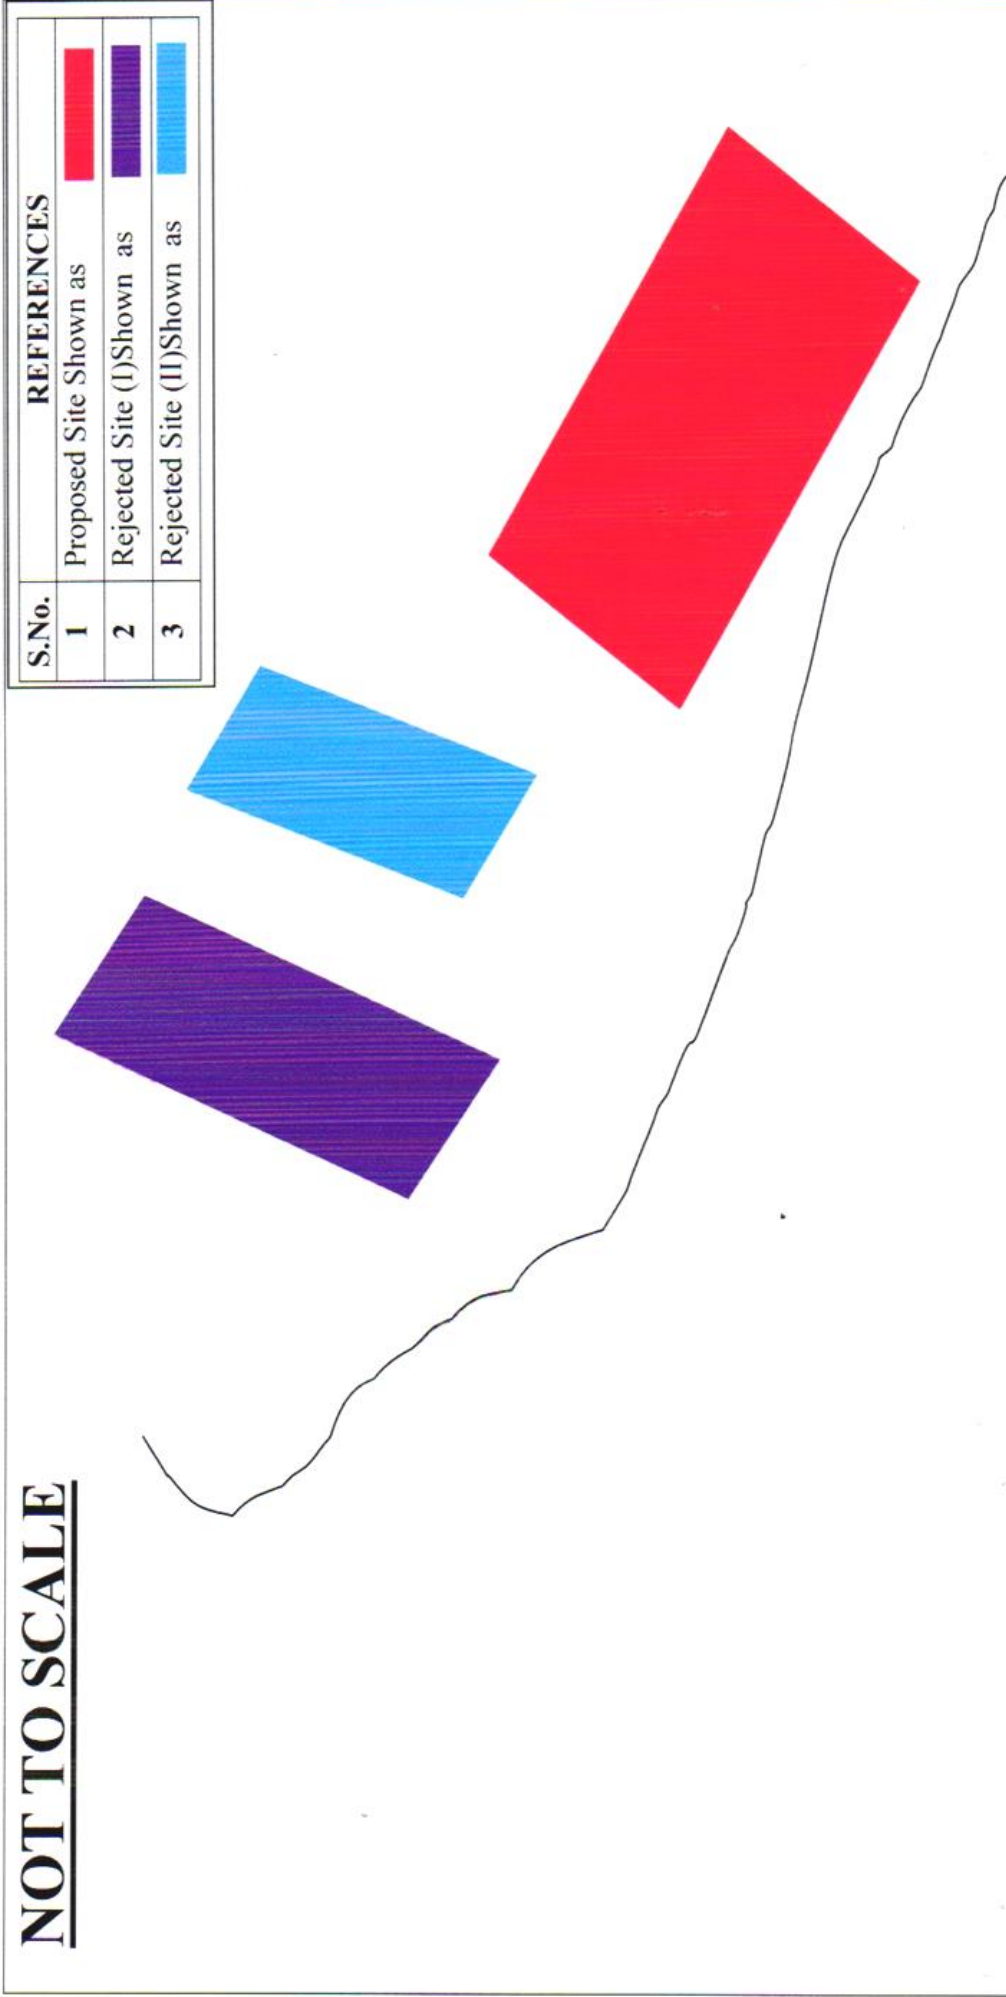 NOT TO SCALE
S.No. REFERENCES
1 Proposed Site Shown as
2 Rejected Site (I)Shown as
3 Rejected Site (II)Shown as